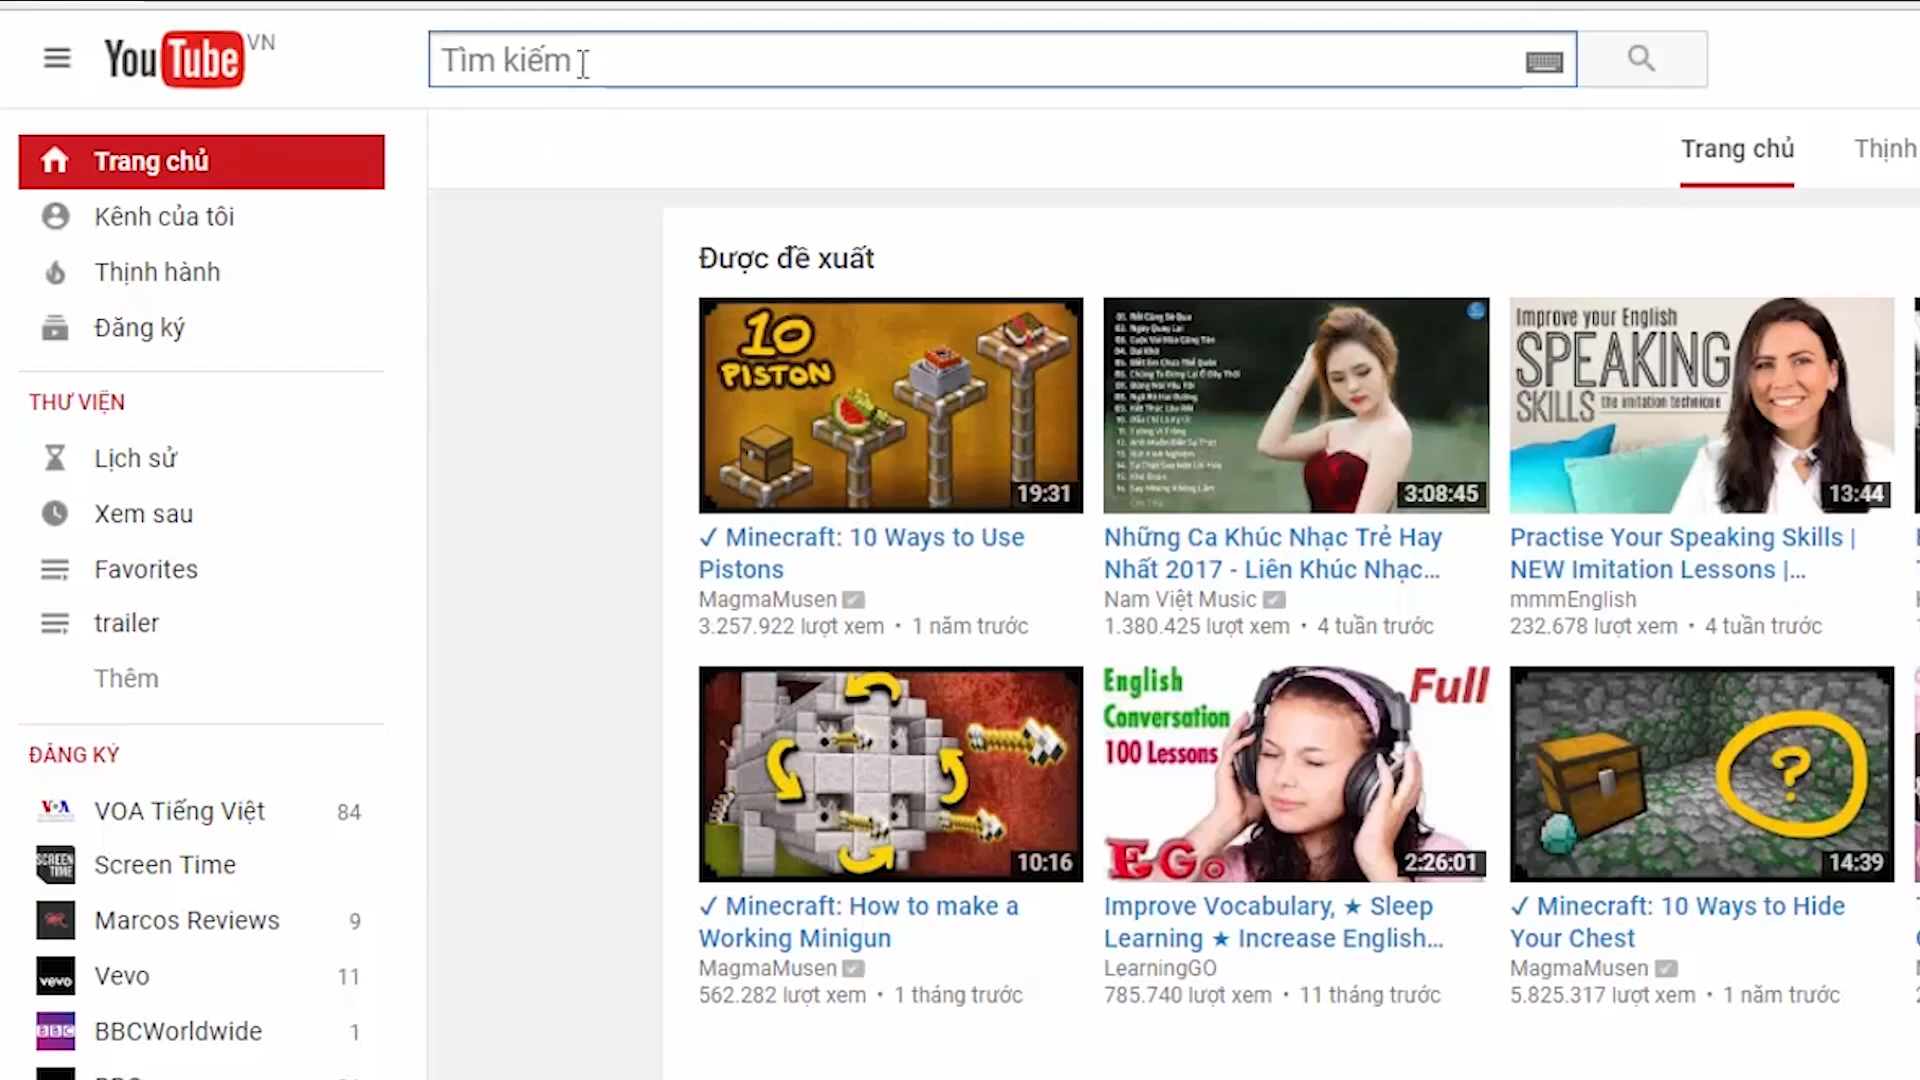 YouTube VN
Tìm kiếm
Trang chủ
Kênh của tôi
Thịnh hành
Đăng ký
THƯ VIỆN
Lịch sử
Xem sau
Favorites
trailer
Thêm
ĐĂNG KÝ
VOA Tiếng Việt 84
Screen Time
Marcos Reviews 9
Vevo 11
BBCWorldwide 1
Trang chủ Thịnh
Được đề xuất
10
PISTON
19:31
✓ Minecraft: 10 Ways to Use
Pistons
MagmaMusen
3.257.922 lượt xem • 1 năm trước
3:08:45
Những Ca Khúc Nhạc Trẻ Hay
Nhất 2017 - Liên Khúc Nhạc...
Nam Việt Music
1.380.425 lượt xem • 4 tuần trước
Improve your English
SPEAKING
SKILLS the imitation technique
13:44
Practise Your Speaking Skills |
NEW Imitation Lessons |...
mmmEnglish
232.678 lượt xem • 4 tuần trước
10:16
✓ Minecraft: How to make a
Working Minigun
MagmaMusen
562.282 lượt xem • 1 tháng trước
English Full
Conversation
100 Lessons
EGo
2:26:01
Improve Vocabulary, ★ Sleep
Learning ★ Increase English...
LearningGO
785.740 lượt xem • 11 tháng trước
?
14:39
✓ Minecraft: 10 Ways to Hide
Your Chest
MagmaMusen
5.825.317 lượt xem • 1 năm trước